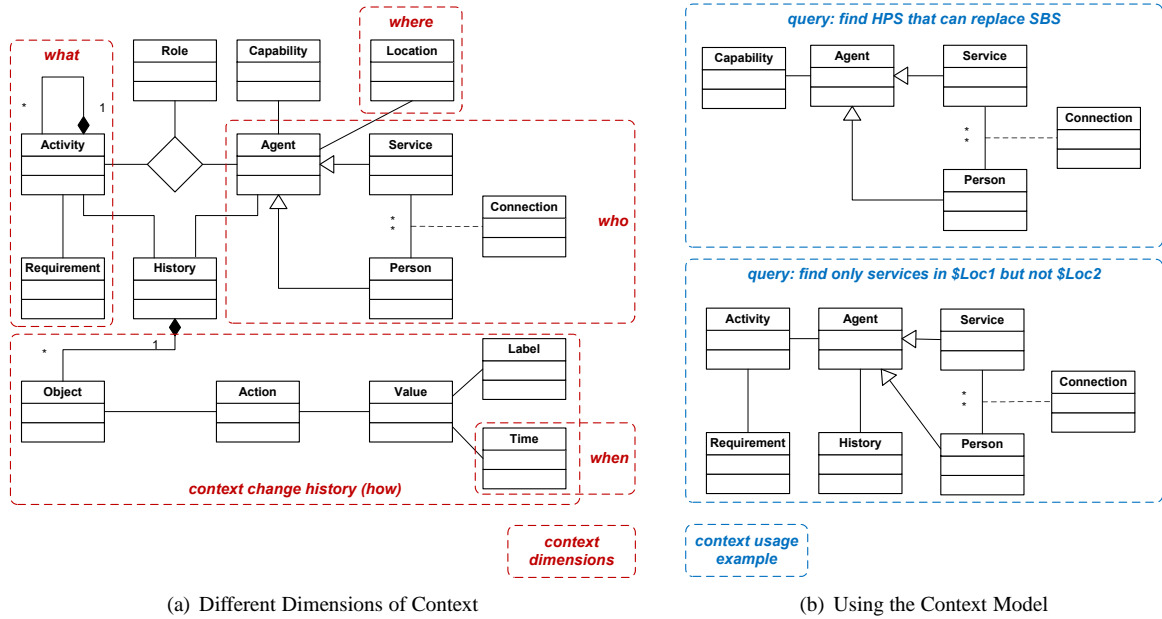 where
what
Role
Capability
Location
*
1
Activity
Agent
Service
Connection
*
*
who
Requirement
History
Person
*
1
Label
Object
Action
Value
Time
when
context change history (how)
context
dimensions
(a) Different Dimensions of Context
query: find HPS that can replace SBS
Capability
Agent
Service
Connection
*
*
Person
query: find only services in $Loc1 but not $Loc2
Activity
Agent
Service
Connection
*
*
Requirement
History
Person
context usage
example
(b) Using the Context Model